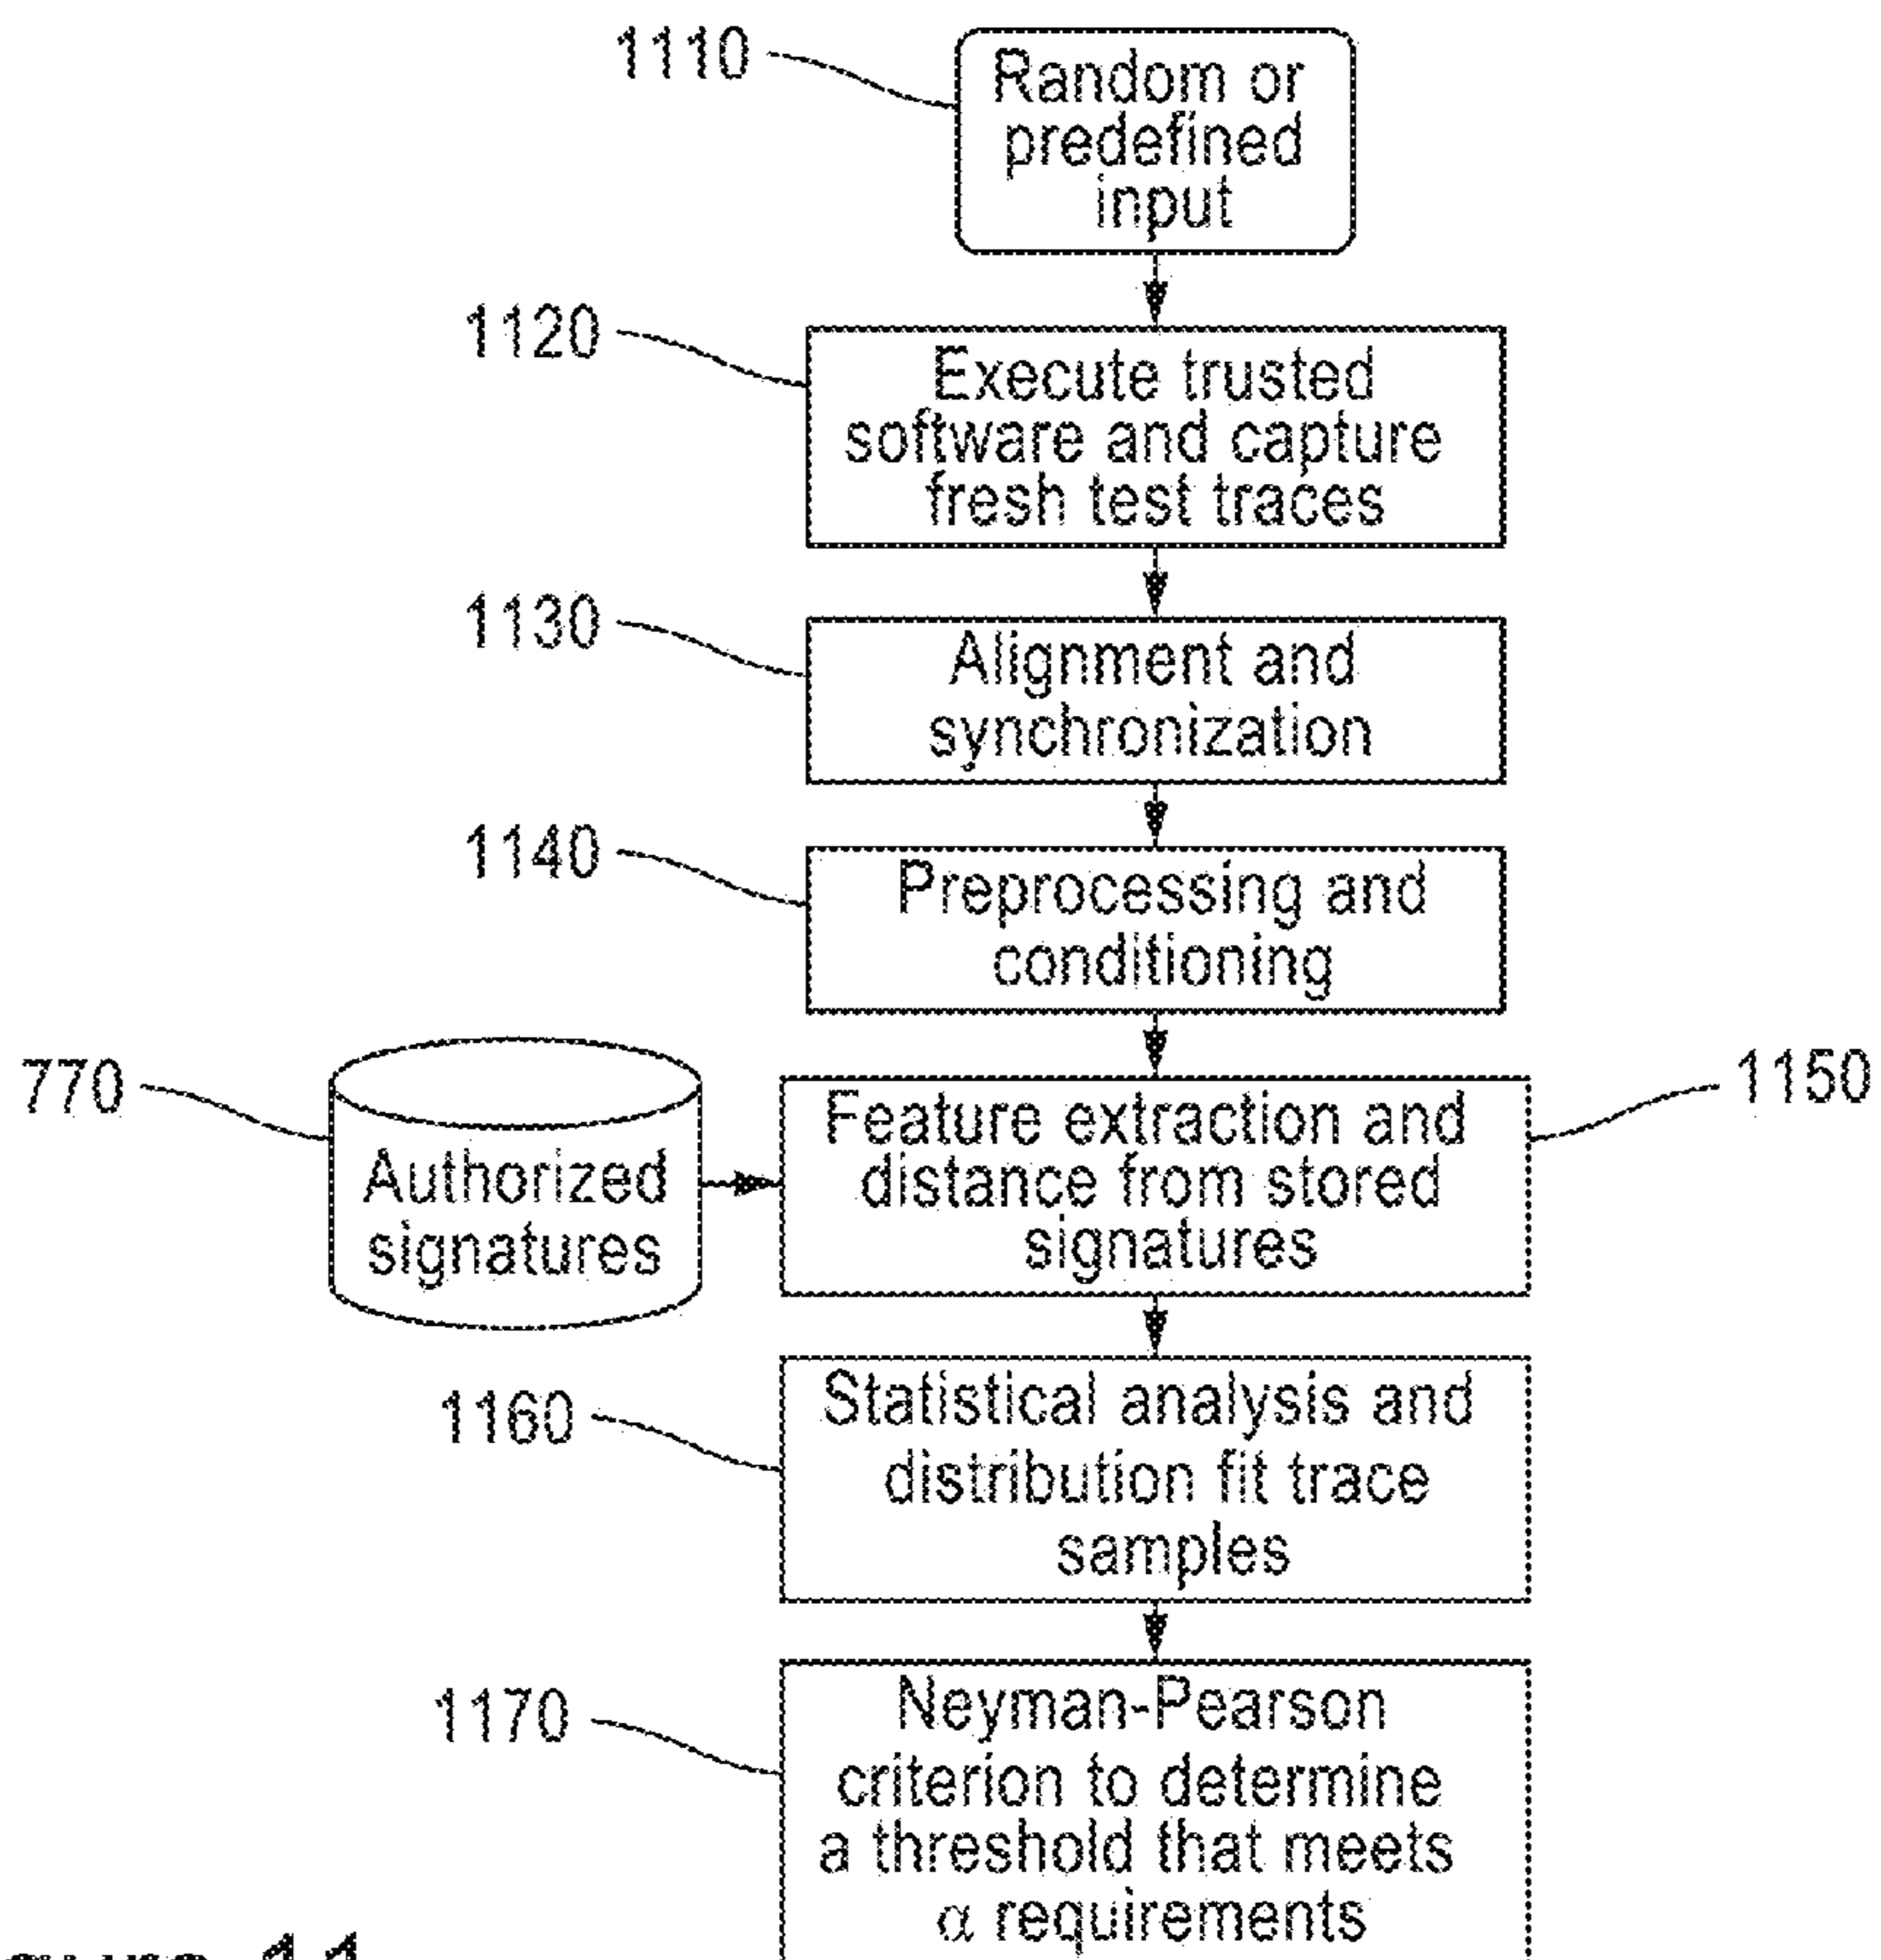 1110
Random or
predefined
input
1120
Execute trusted
software and capture
fresh test traces
1130
Alignment and
synchronization
1140
Preprocessing and
conditioning
770
Authorized
signatures
Feature extraction and
distance from stored
signatures
1150
1160
Statistical analysis and
distribution fit trace
samples
1170
Neyman-Pearson
criterion to determine
a threshold that meets
α requirements
11